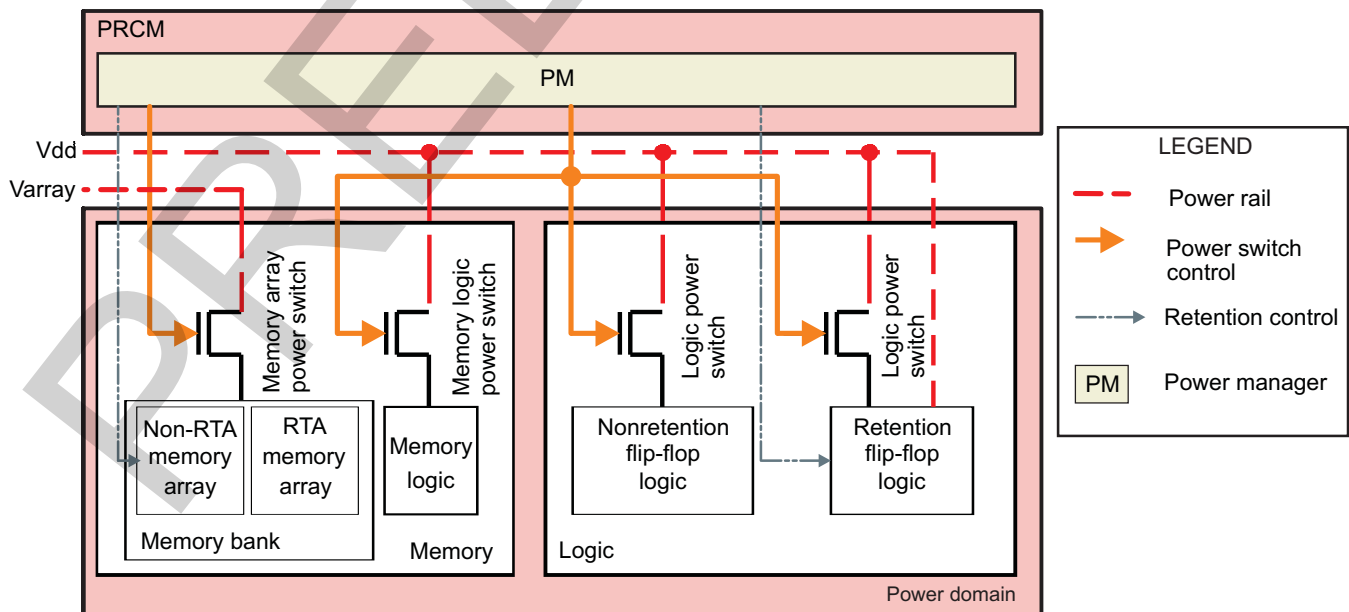 PRCM
PM
Vdd
Varray
Memory array
power switch
Memory logic
power switch
Logic power
switch
Logic power
switch
Non-RTA
memory
array
RTA
memory
array
Memory bank
Memory
logic
Memory
Nonretention
flip-flop
logic
Retention
flip-flop
logic
Logic
Power domain
LEGEND
Power rail
Power switch
control
Retention control
PM
Power manager
PRE